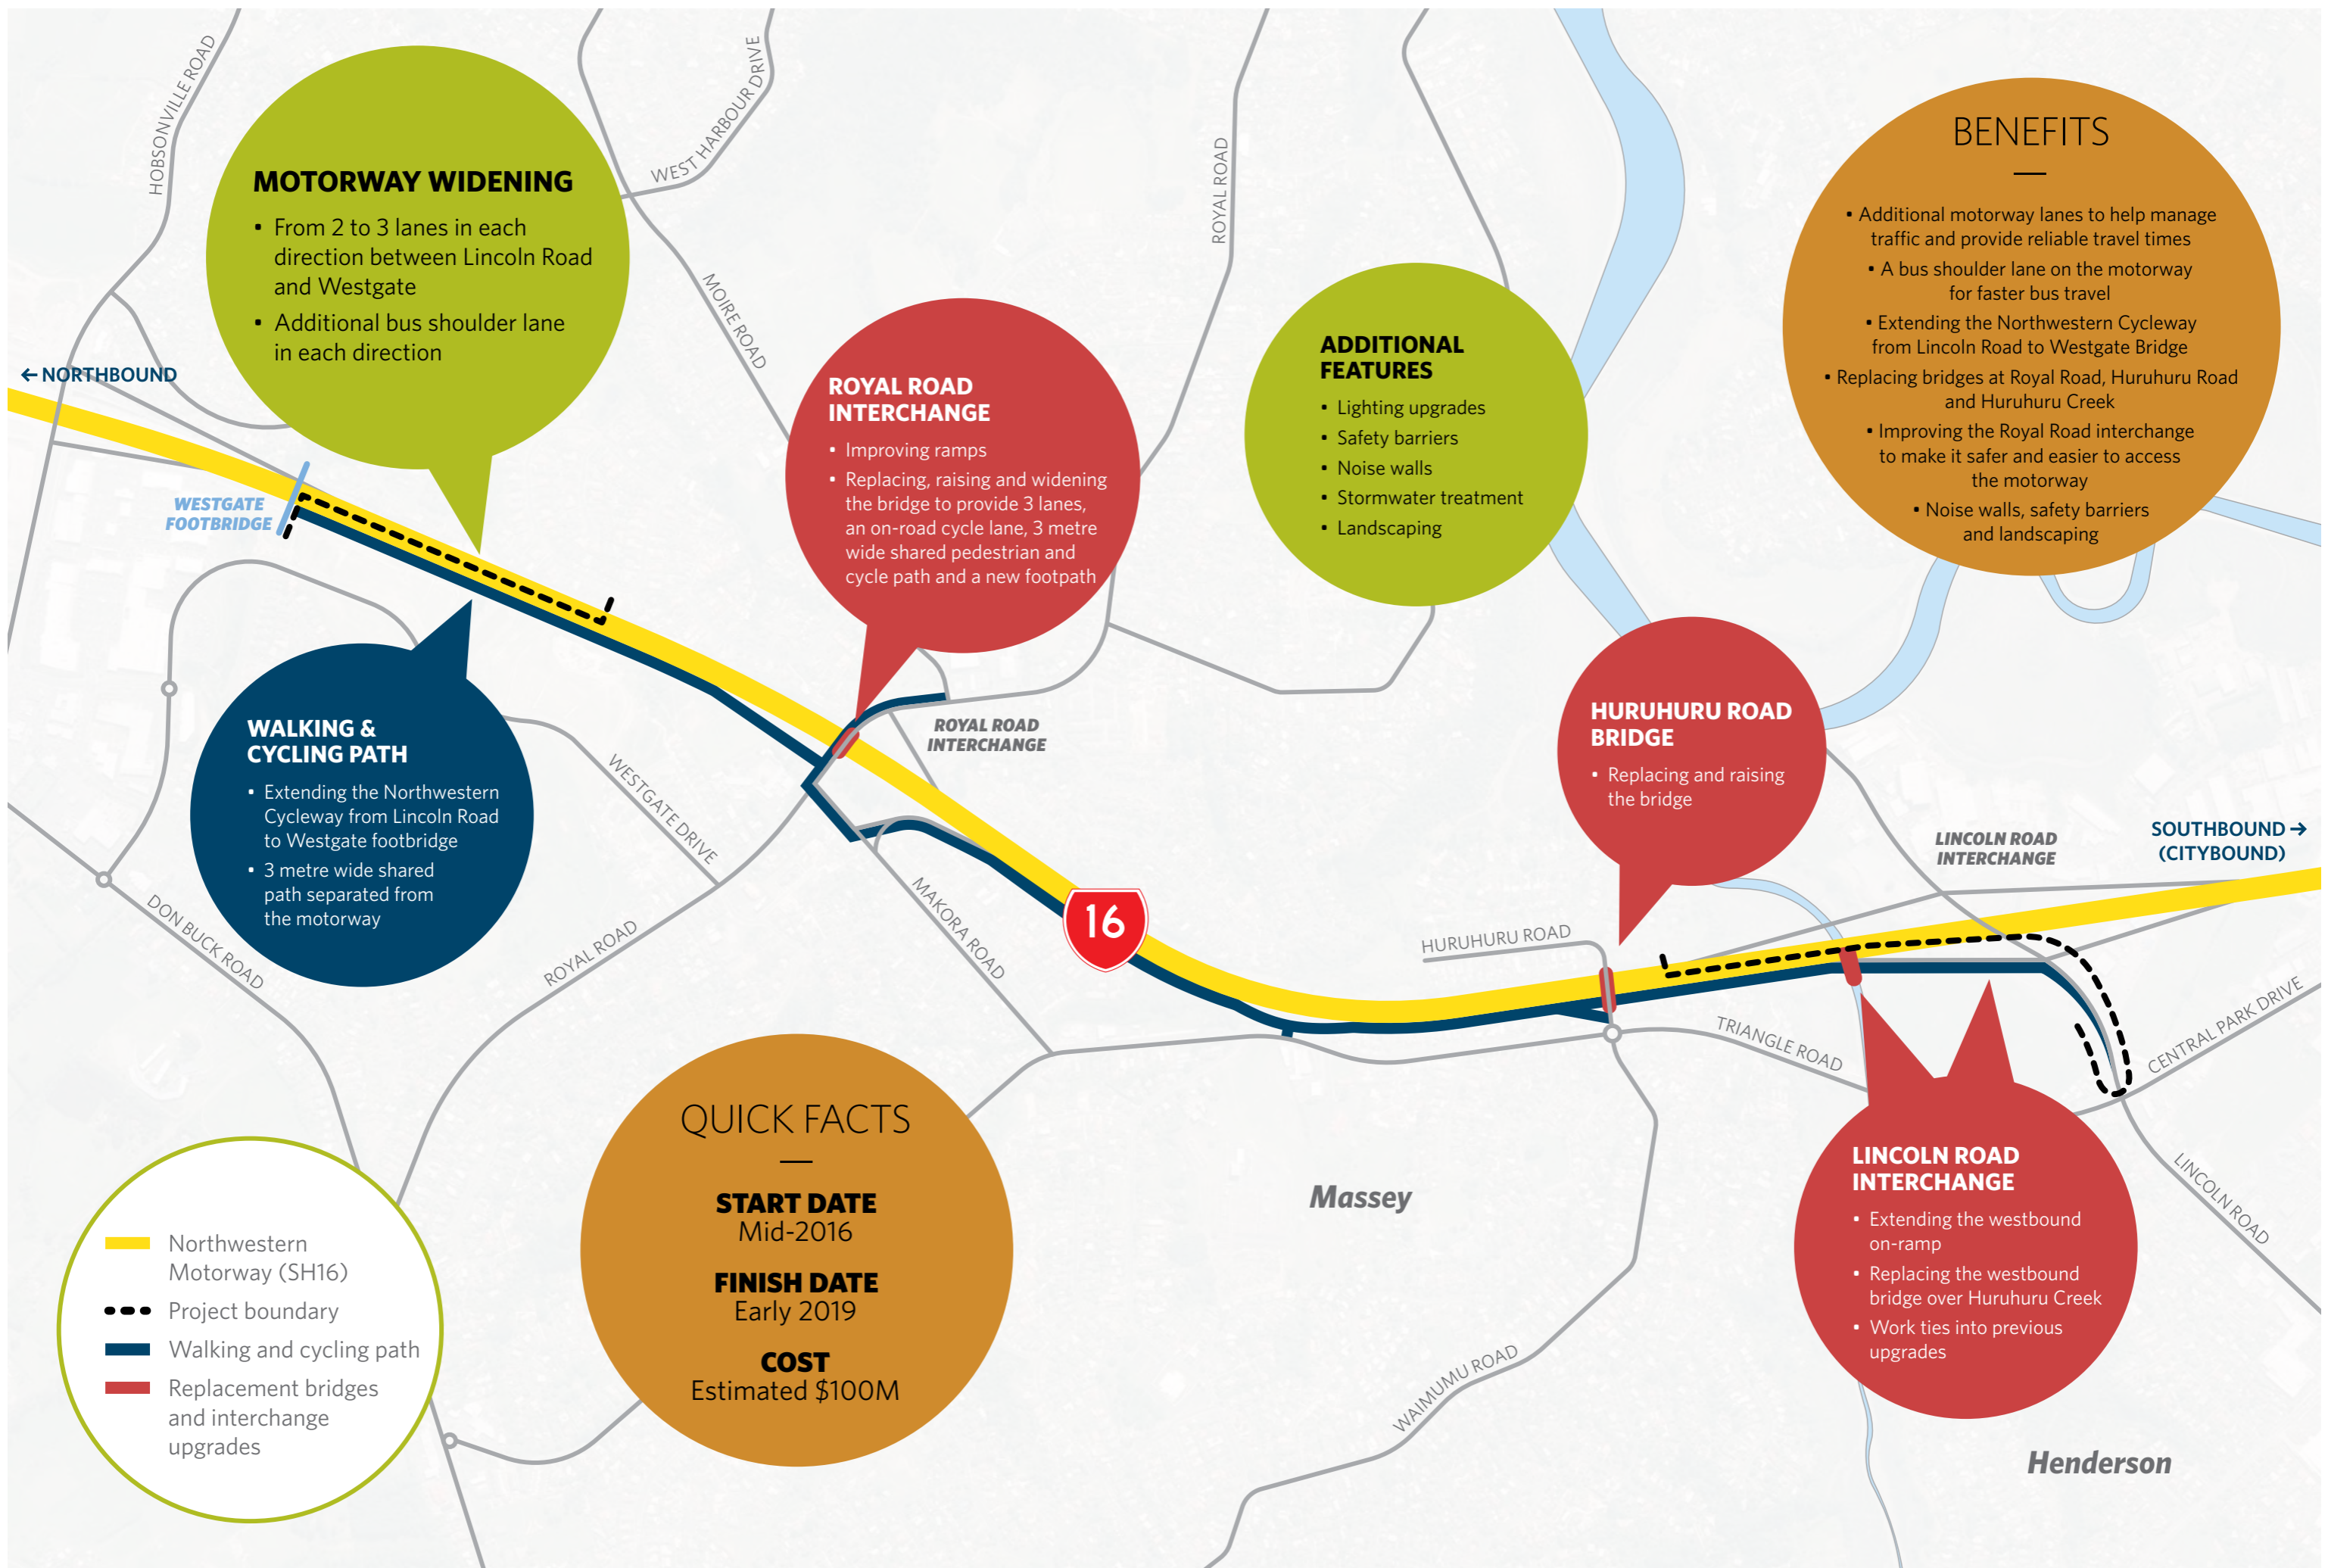 HOBSONVILLE ROAD
WEST HARBOUR DRIVE
ROYAL ROAD
MOIRE ROAD
MOTORWAY WIDENING
• From 2 to 3 lanes in each
direction between Lincoln Road
and Westgate
• Additional bus shoulder lane
in each direction
BENEFITS
• Additional motorway lanes to help manage
traffic and provide reliable travel times
• A bus shoulder lane on the motorway
for faster bus travel
• Extending the Northwestern Cycleway
from Lincoln Road to Westgate Bridge
• Replacing bridges at Royal Road, Huruhuru Road
and Huruhuru Creek
• Improving the Royal Road interchange
to make it safer and easier to access
the motorway
• Noise walls, safety barriers
and landscaping
← NORTHBOUND
WESTGATE
FOOTBRIDGE
ROYAL ROAD
INTERCHANGE
• Improving ramps
• Replacing, raising and widening
the bridge to provide 3 lanes,
an on-road cycle lane, 3 metre
wide shared pedestrian and
cycle path and a new footpath
ADDITIONAL
FEATURES
• Lighting upgrades
• Safety barriers
• Noise walls
• Stormwater treatment
• Landscaping
WALKING &
CYCLING PATH
• Extending the Northwestern
Cycleway from Lincoln Road
to Westgate footbridge
• 3 metre wide shared
path separated from
the motorway
ROYAL ROAD
INTERCHANGE
HURUHURU ROAD
BRIDGE
• Replacing and raising
the bridge
LINCOLN ROAD
INTERCHANGE
SOUTHBOUND →
(CITYBOUND)
WESTGATE DRIVE
DON BUCK ROAD
ROYAL ROAD
MAKORA ROAD
16
HURUHURU ROAD
TRIANGLE ROAD
CENTRAL PARK DRIVE
LINCOLN ROAD
QUICK FACTS
START DATE
Mid-2016
FINISH DATE
Early 2019
COST
Estimated $100M
Massey
LINCOLN ROAD
INTERCHANGE
• Extending the westbound
on-ramp
• Replacing the westbound
bridge over Huruhuru Creek
• Work ties into previous
upgrades
WAIMUMU ROAD
Henderson
Northwestern
Motorway (SH16)
Project boundary
Walking and cycling path
Replacement bridges
and interchange
upgrades